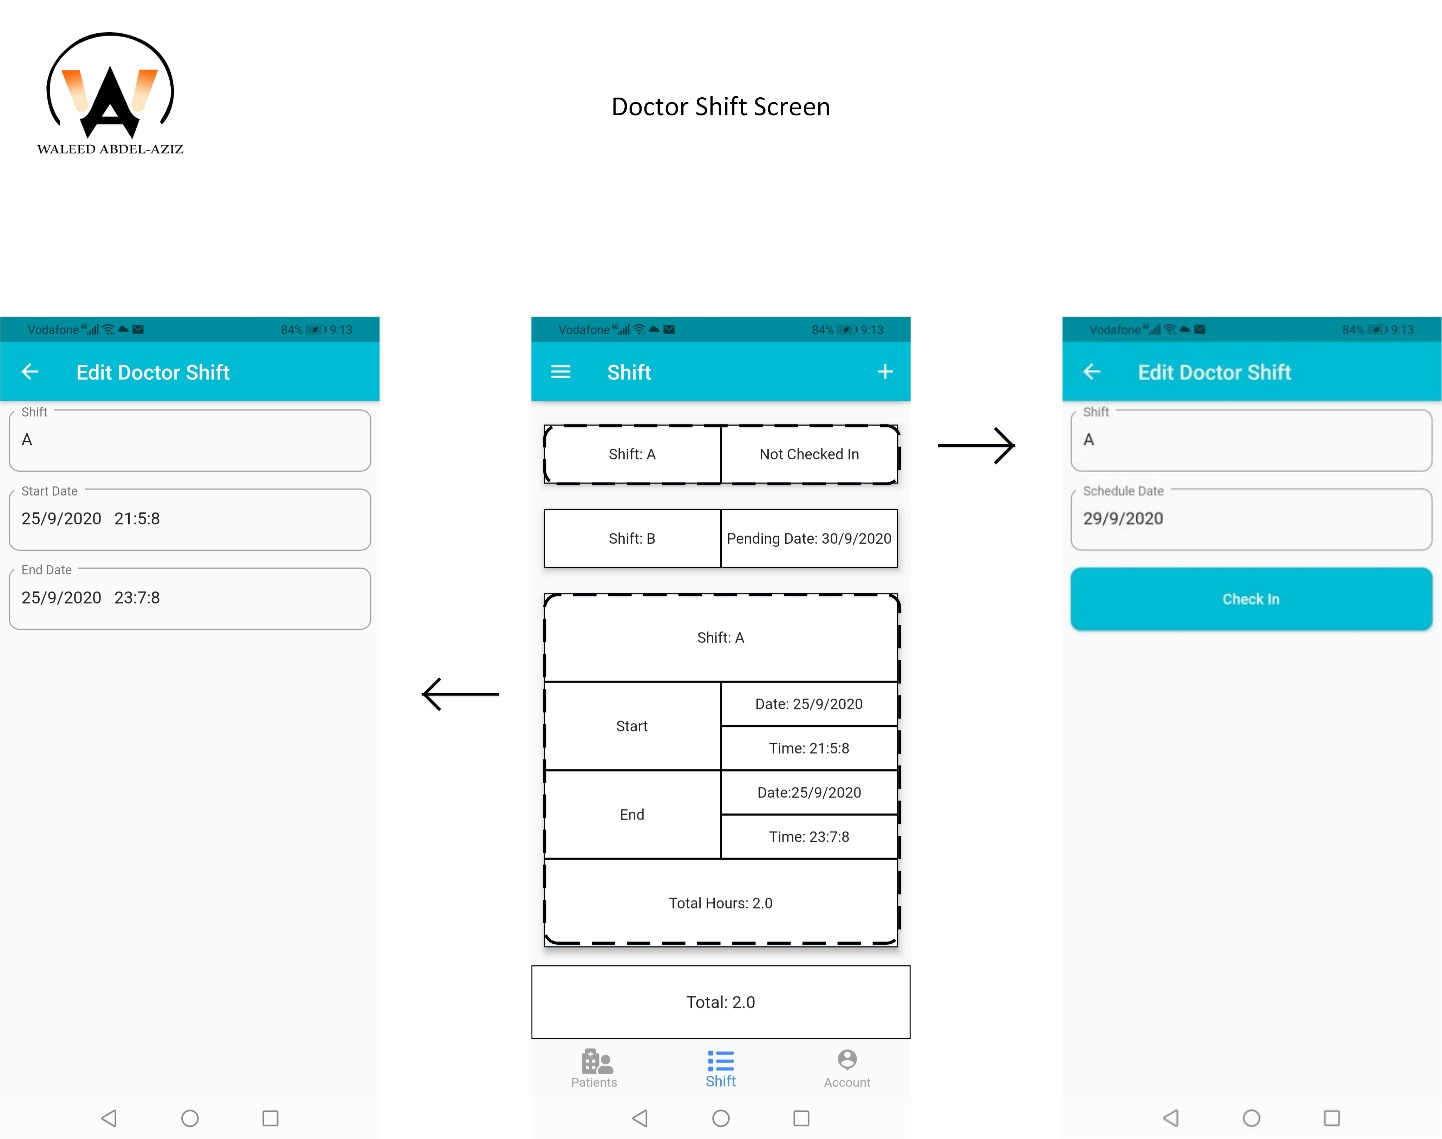 WALEED ABDEL-AZIZ
Doctor Shift Screen
Vodafone 84% 9:13
Edit Doctor Shift
Shift
A
Start Date
25/9/2020 21:5:8
End Date
25/9/2020 23:7:8
Vodafone 84% 9:13
Shift
Shift: A Not Checked In
Shift: B Pending Date: 30/9/2020
Shift: A
Start
Date: 25/9/2020
Time: 21:5:8
End
Date:25/9/2020
Time: 23:7:8
Total Hours: 2.0
Total: 2.0
Patients Shift Account
Vodafone 84% 9:13
Edit Doctor Shift
Shift
A
Schedule Date
29/9/2020
Check In